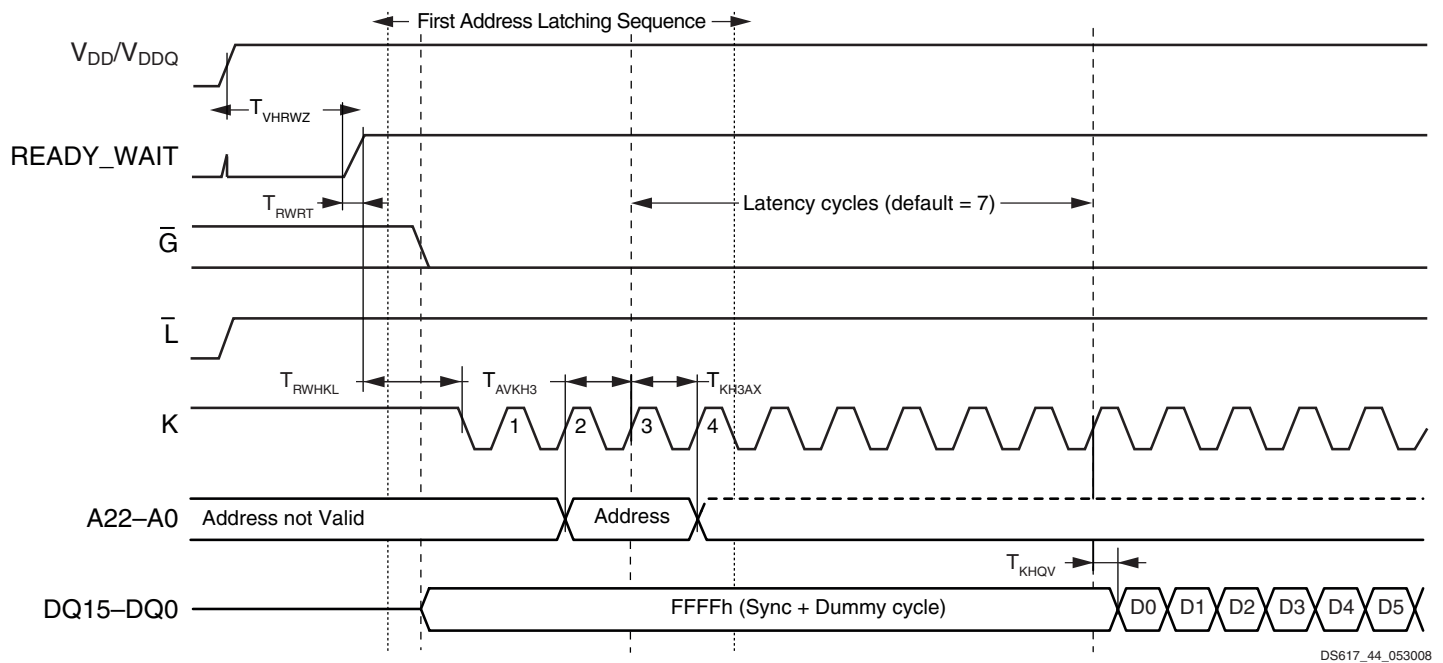 First Address Latching Sequence
VDD/VDDQ
TVHRWZ
READY_WAIT
TRWRT
Latency cycles (default = 7)
G̅
L̅
TRWHKL
TAVKH3
TKH3AX
K
1
2
3
4
A22–A0
Address not Valid
Address
TKHQV
DQ15–DQ0
FFFFh (Sync + Dummy cycle)
D0
D1
D2
D3
D4
D5
DS617_44_053008